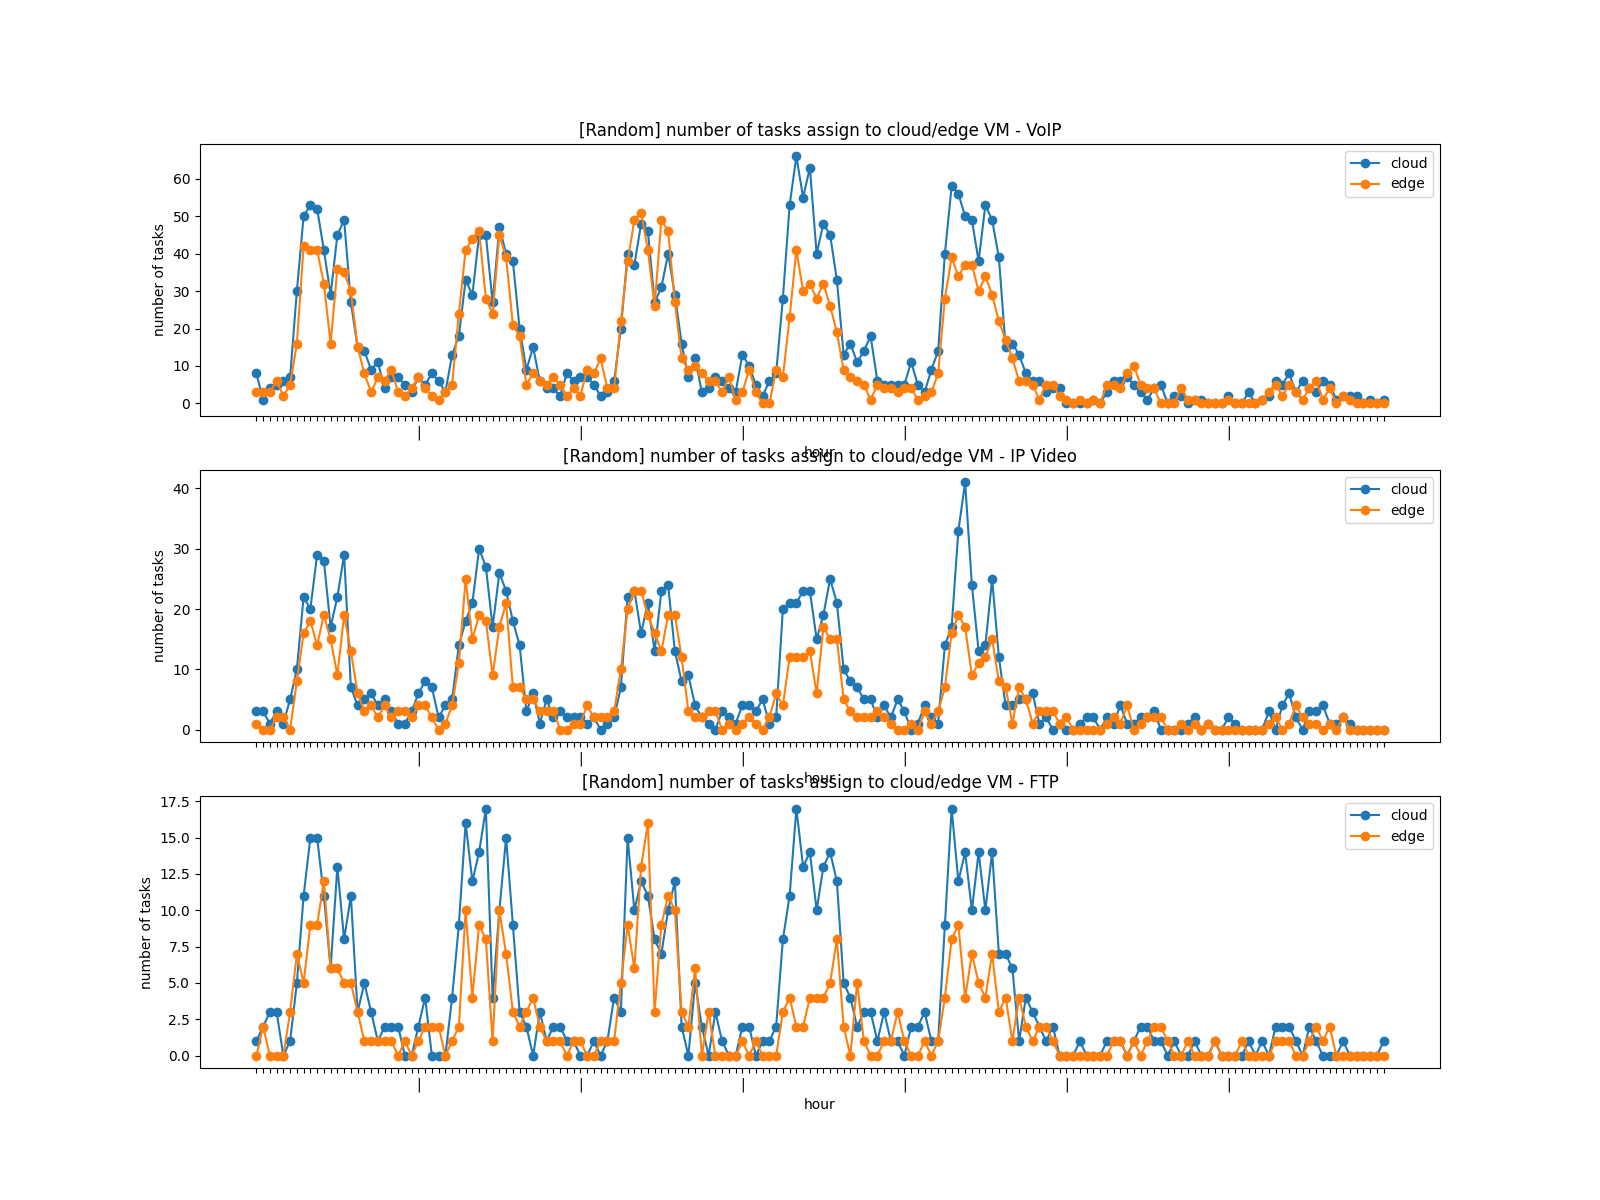 [Random] number of tasks assign to cloud/edge VM - VoIP
cloud
edge
number of tasks
60
50
40
30
20
10
0
hour
[Random] number of tasks assign to cloud/edge VM - IP Video
cloud
edge
number of tasks
40
30
20
10
0
hour
[Random] number of tasks assign to cloud/edge VM - FTP
cloud
edge
number of tasks
17.5
15.0
12.5
10.0
7.5
5.0
2.5
0.0
hour